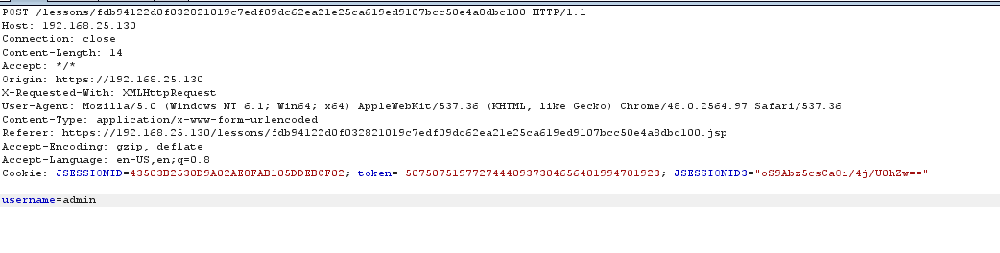 POST /lessons/fdb94122d0f032821019c7edf09dc62ea21e25ca619ed9107bcc50e4a8dbc100 HTTP/1.1
Host: 192.168.25.130
Connection: close
Content-Length: 14
Accept: */*
Origin: https://192.168.25.130
X-Requested-With: XMLHttpRequest
User-Agent: Mozilla/5.0 (Windows NT 6.1; Win64; x64) AppleWebKit/537.36 (KHTML, like Gecko) Chrome/48.0.2564.97 Safari/537.36
Content-Type: application/x-www-form-urlencoded
Referer: https://192.168.25.130/lessons/fdb94122d0f032821019c7edf09dc62ea21e25ca619ed9107bcc50e4a8dbc100.jsp
Accept-Encoding: gzip, deflate
Accept-Language: en-US,en;q=0.8
Cookie: JSESSIONID=43503B2530D9A02AE8FAB105DDEBCF02; token=-50750751977274440937304656401994701923; JSESSIONID3="oS9Abz5csCa0i/4j/U0hZw=="
username=admin